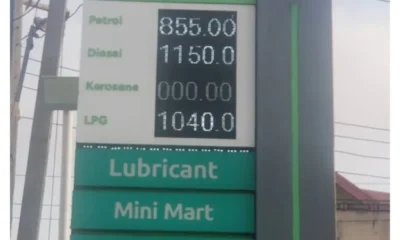 Petrol 855.00
Diesel 1150.0
Kerosene 000.00
LPG 1040.0
Lubricant
Mini Mart